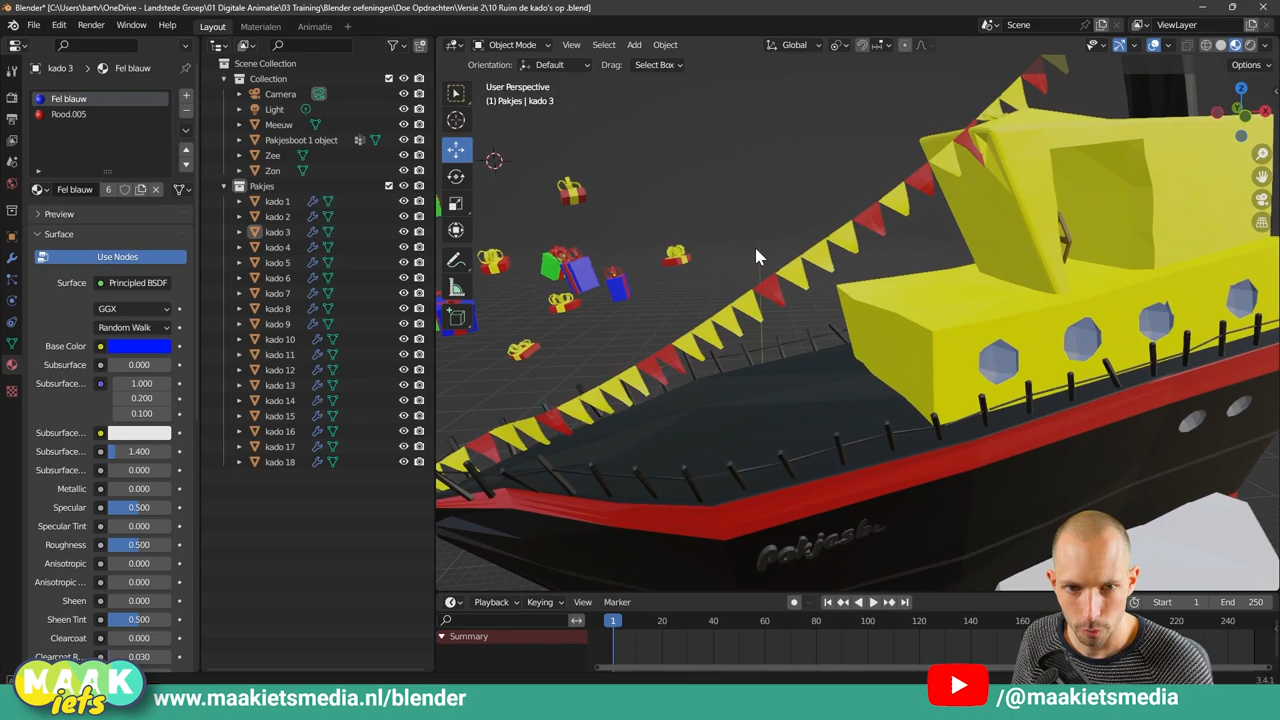 Blender* [C:\Users\bartv\OneDrive - Landstede Groep\01 Digitale Animatie\03 Training\Blender oefeningen\Doe Opdrachten\Versie 2\10 Ruim de kado's op .blend]
File Edit Render Window Help Layout Materialen Animatie + Scene ViewLayer
Object Mode View Select Add Object Global
Orientation: Default Drag: Select Box Options
kado 3 > Fel blauw
Fel blauw
Rood.005
Fel blauw 6
Preview
Surface
Use Nodes
Surface: Principled BSDF
GGX
Random Walk
Base Color
Subsurface 0.000
Subsurface... 1.000
0.200
0.100
Subsurface...
Subsurface... 1.400
Subsurface... 0.000
Metallic 0.000
Specular 0.500
Specular Tint 0.000
Roughness 0.500
Anisotropic 0.000
Anisotropic ... 0.000
Sheen 0.000
Sheen Tint 0.500
Clearcoat 0.000
Clearcoat R... 0.030
Scene Collection
Collection
Camera
Light
Meeuw
Pakjesboot 1 object
Zee
Zon
Pakjes
kado 1
kado 2
kado 3
kado 4
kado 5
kado 6
kado 7
kado 8
kado 9
kado 10
kado 11
kado 12
kado 13
kado 14
kado 15
kado 16
kado 17
kado 18
User Perspective
(1) Pakjes | kado 3
Z
Y
X
Pakjesb
Playback Keying View Marker Start 1 End 250
1 20 40 60 80 100 120 140 160 200 220 240
Summary
3.4.1
MAAK
iets
www.maakietsmedia.nl/blender
/@maakietsmedia